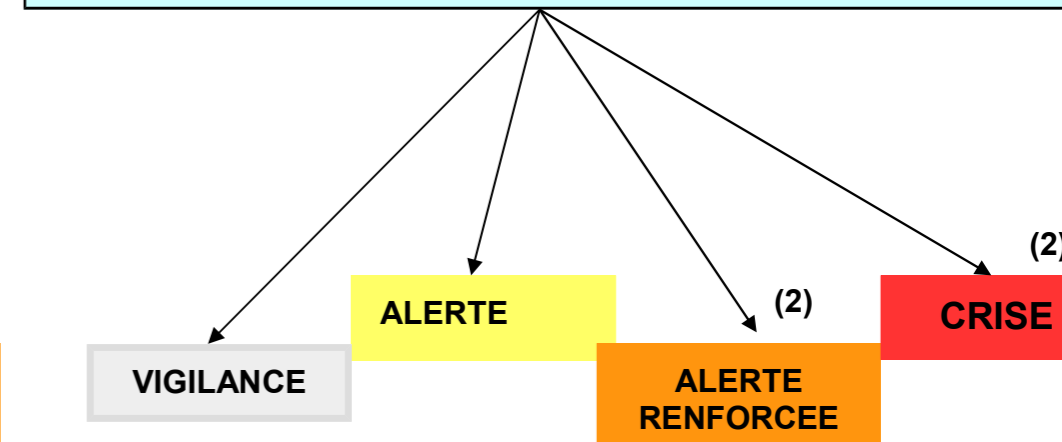 (2)
(2)
ALERTE
CRISE
VIGILANCE
ALERTE
RENFORCEE